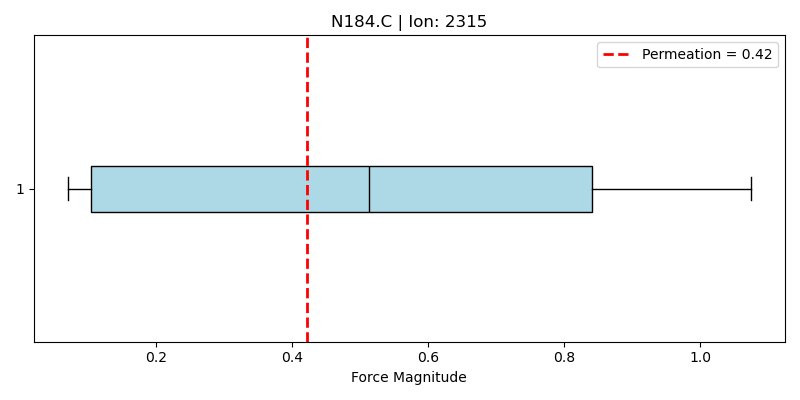 N184.C | Ion: 2315
Permeation = 0.42
1
0.2 0.4 0.6 0.8 1.0
Force Magnitude